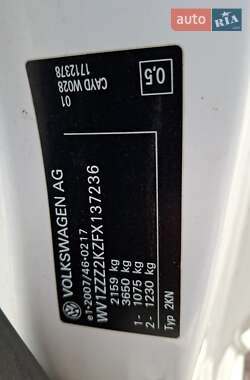 AUTO
RIA
VOLKSWAGEN AG
e1*2007/46*0217
WV1ZZZ2KZFX137236
2159 kg
3650 kg
1- 1075 kg
2- 1230 kg
Typ 2KN
01
CAYD W028
1712378
0,5